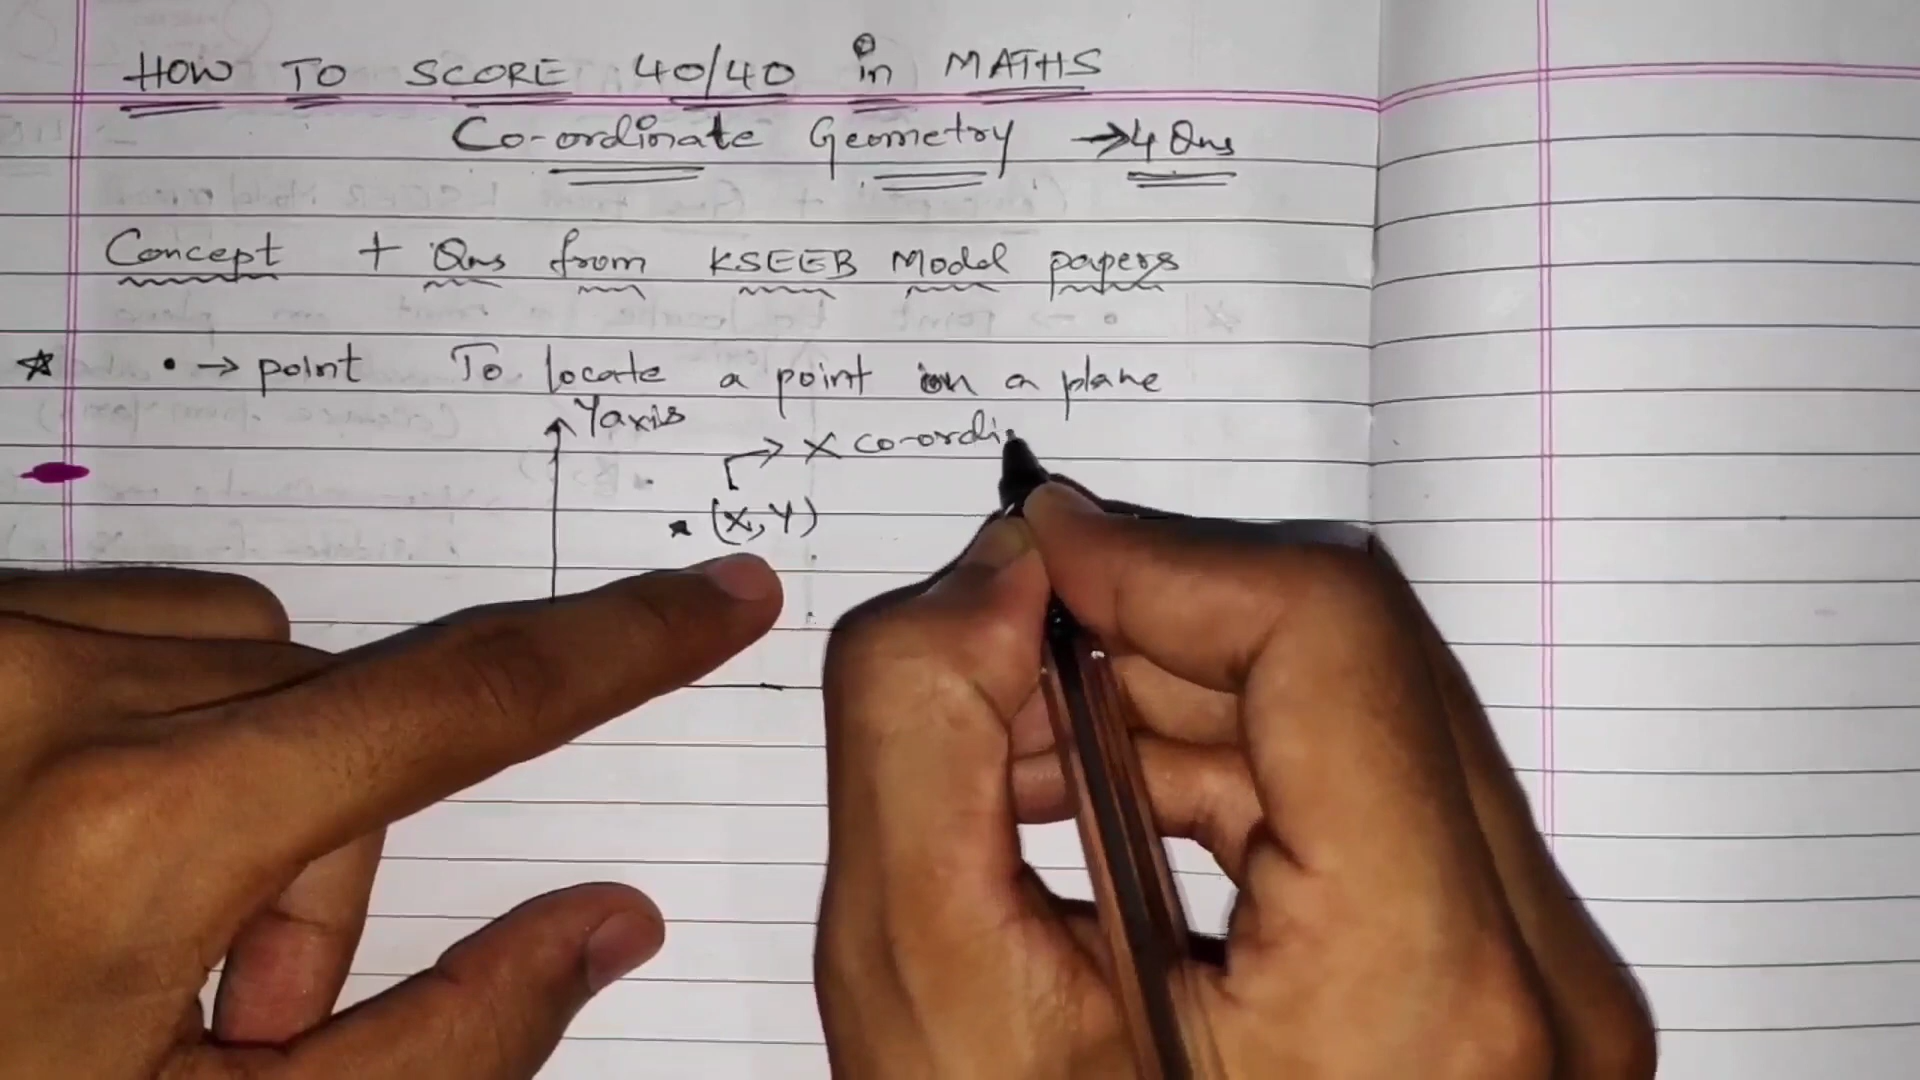 HOW TO SCORE 40/40 in MATHS
Co-ordinate Geometry → 4 Qns
Concept + Qns from KSEEB Model papers
• → point To locate a point on a plane
Y axis
X co-ordi
(X, Y)